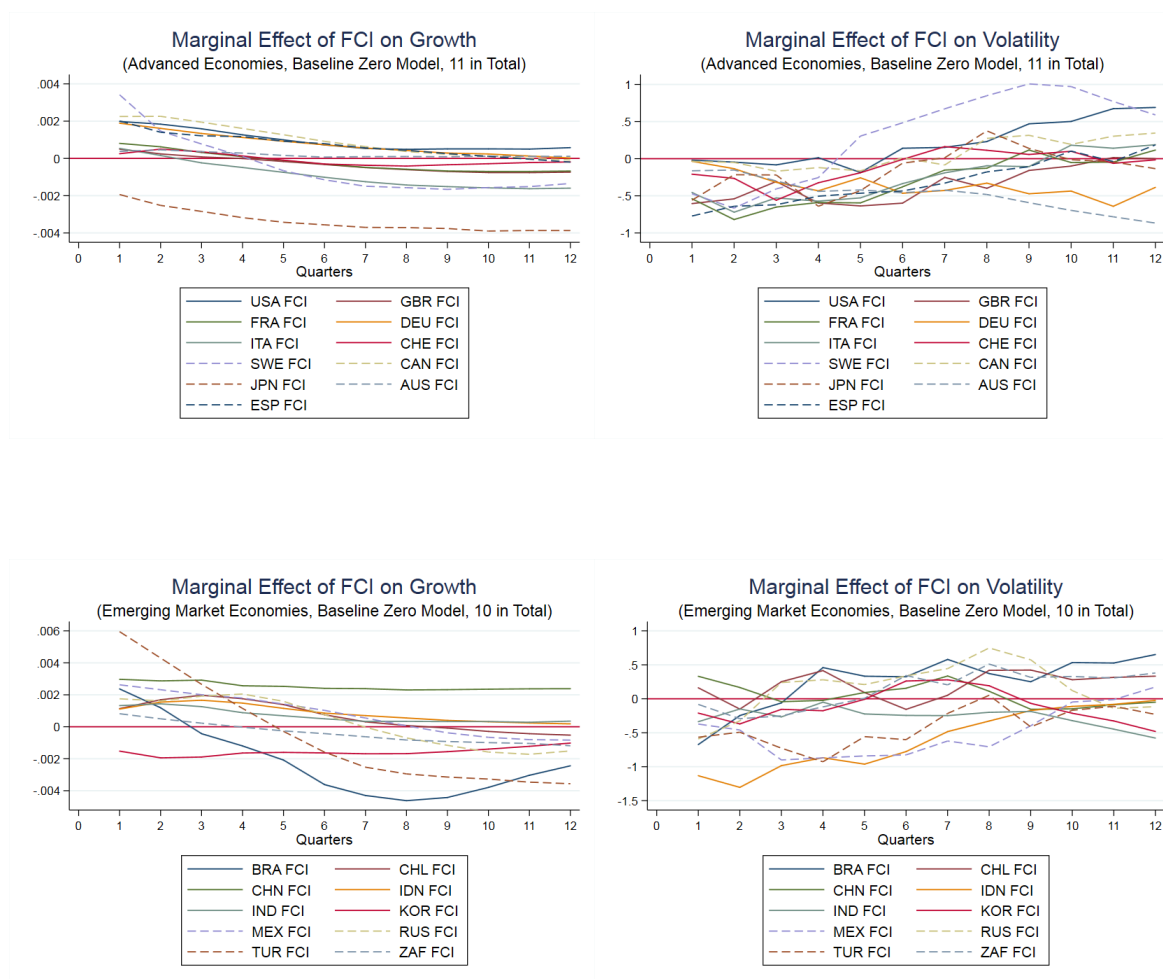 Marginal Effect of FCI on Growth
(Advanced Economies, Baseline Zero Model, 11 in Total)
.004
.002
0
-.002
-.004
0 1 2 3 4 5 6 7 8 9 10 11 12
Quarters
USA FCI GBR FCI
FRA FCI DEU FCI
ITA FCI CHE FCI
SWE FCI CAN FCI
JPN FCI AUS FCI
ESP FCI
Marginal Effect of FCI on Volatility
(Advanced Economies, Baseline Zero Model, 11 in Total)
1
.5
0
-.5
-1
0 1 2 3 4 5 6 7 8 9 10 11 12
Quarters
USA FCI GBR FCI
FRA FCI DEU FCI
ITA FCI CHE FCI
SWE FCI CAN FCI
JPN FCI AUS FCI
ESP FCI
Marginal Effect of FCI on Growth
(Emerging Market Economies, Baseline Zero Model, 10 in Total)
.006
.004
.002
0
-.002
-.004
0 1 2 3 4 5 6 7 8 9 10 11 12
Quarters
BRA FCI CHL FCI
CHN FCI IDN FCI
IND FCI KOR FCI
MEX FCI RUS FCI
TUR FCI ZAF FCI
Marginal Effect of FCI on Volatility
(Emerging Market Economies, Baseline Zero Model, 10 in Total)
1
.5
0
-.5
-1
-1.5
0 1 2 3 4 5 6 7 8 9 10 11 12
Quarters
BRA FCI CHL FCI
CHN FCI IDN FCI
IND FCI KOR FCI
MEX FCI RUS FCI
TUR FCI ZAF FCI